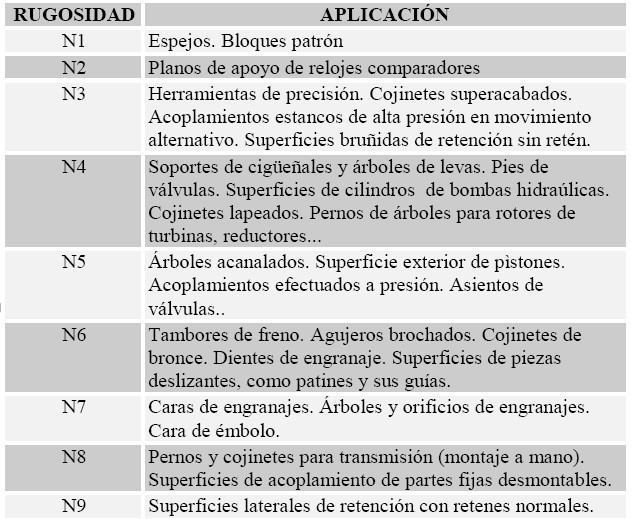 RUGOSIDAD APLICACIÓN
N1 Espejos. Bloques patrón
N2 Planos de apoyo de relojes comparadores
N3 Herramientas de precisión. Cojinetes superacabados.
Acoplamientos estancos de alta presión en movimiento
alternativo. Superficies bruñidas de retención sin retén.
N4 Soportes de cigüeñales y árboles de levas. Pies de
válvulas. Superficies de cilindros de bombas hidraúlicas.
Cojinetes lapeados. Pernos de árboles para rotores de
turbinas, reductores...
N5 Árboles acanalados. Superficie exterior de pìstones.
Acoplamientos efectuados a presión. Asientos de
válvulas..
N6 Tambores de freno. Agujeros brochados. Cojinetes de
bronce. Dientes de engranaje. Superficies de piezas
deslizantes, como patines y sus guías.
N7 Caras de engranajes. Árboles y orificios de engranajes.
Cara de émbolo.
N8 Pernos y cojinetes para transmisión (montaje a mano).
Superficies de acoplamiento de partes fijas desmontables.
N9 Superficies laterales de retención con retenes normales.